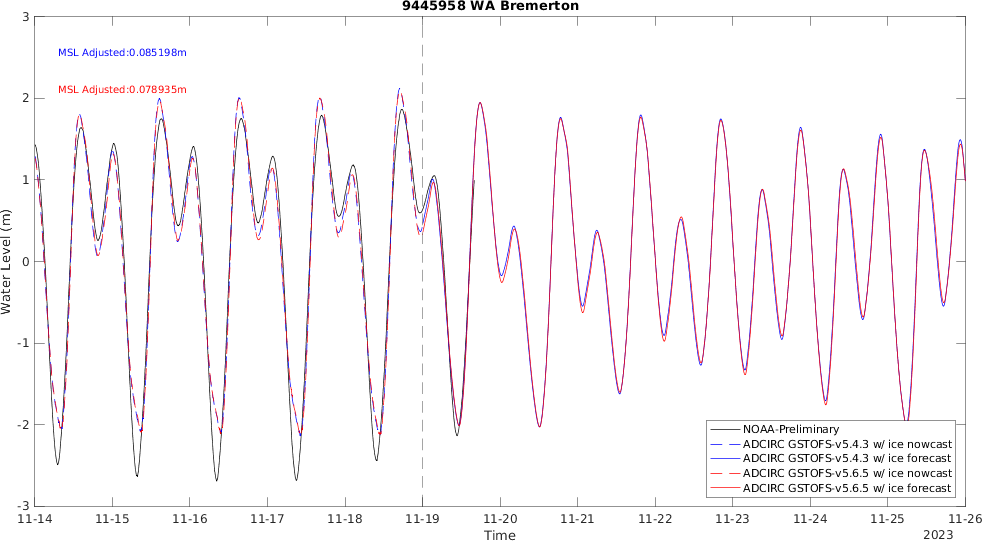 9445958 WA Bremerton
MSL Adjusted:0.085198m
MSL Adjusted:0.078935m
3
2
1
0
-1
-2
-3
Water Level (m)
NOAA-Preliminary
ADCIRC GSTOFS-v5.4.3 w/ ice nowcast
ADCIRC GSTOFS-v5.4.3 w/ ice forecast
ADCIRC GSTOFS-v5.6.5 w/ ice nowcast
ADCIRC GSTOFS-v5.6.5 w/ ice forecast
11-14 11-15 11-16 11-17 11-18 11-19 11-20 11-21 11-22 11-23 11-24 11-25 11-26
Time
2023